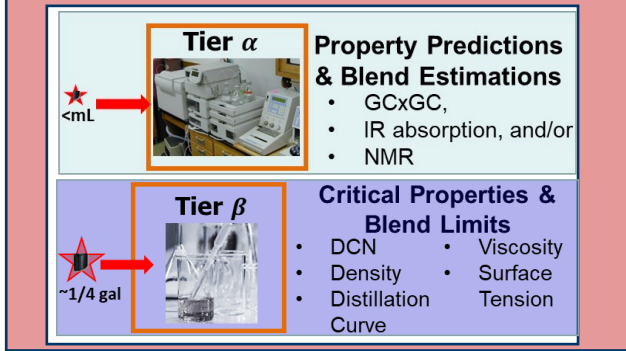 Tier α
<mL
Property Predictions
& Blend Estimations
• GCxGC,
• IR absorption, and/or
• NMR
Tier β
~1/4 gal
Critical Properties &
Blend Limits
• DCN
• Density
• Distillation
Curve
• Viscosity
• Surface
Tension